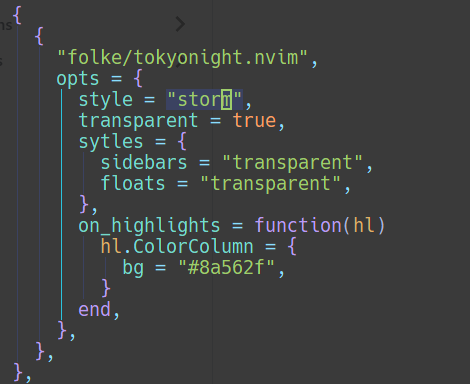 {
{
"folke/tokyonight.nvim",
opts = {
style = "storm",
transparent = true,
sytles = {
sidebars = "transparent",
floats = "transparent",
},
on_highlights = function(hl)
hl.ColorColumn = {
bg = "#8a562f",
}
end,
},
},
},